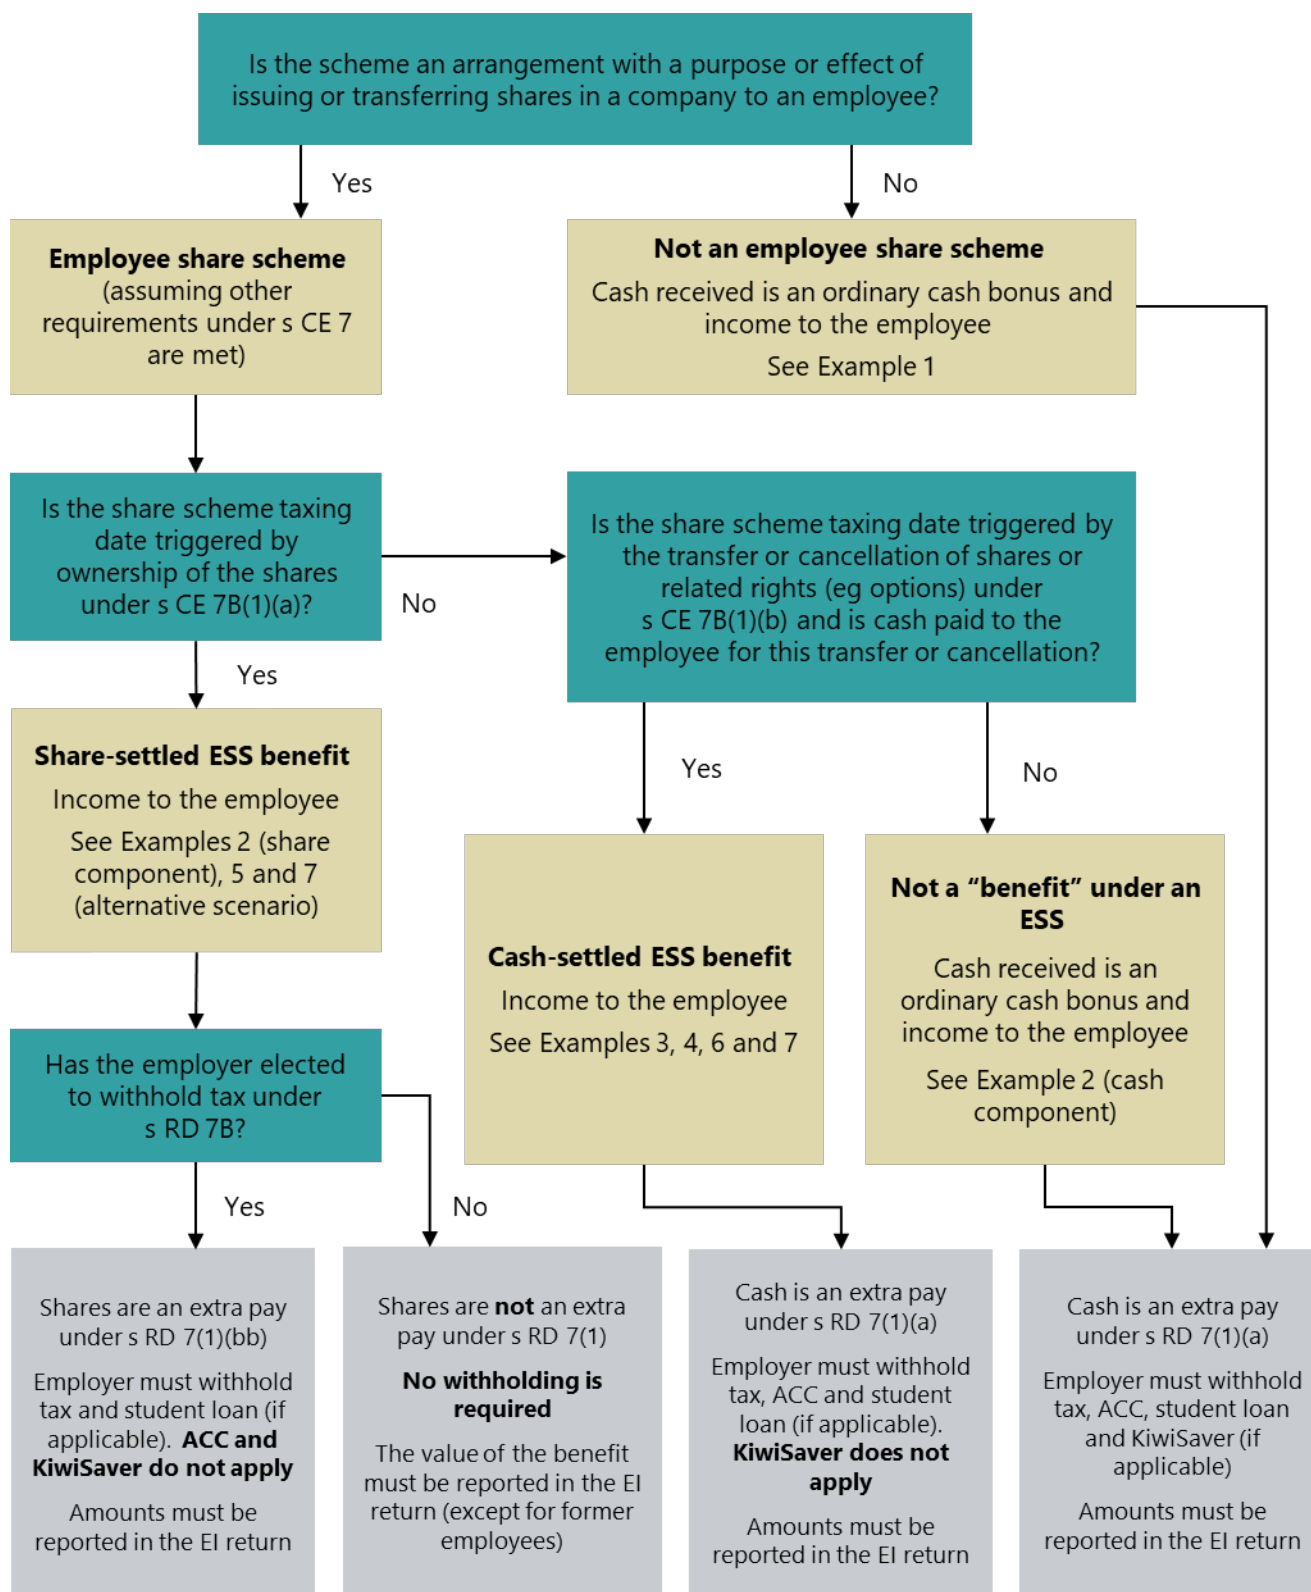 Is the scheme an arrangement with a purpose or effect of
issuing or transferring shares in a company to an employee?
Yes
No
Employee share scheme
(assuming other
requirements under s CE 7
are met)
Not an employee share scheme
Cash received is an ordinary cash bonus and
income to the employee
See Example 1
Is the share scheme taxing
date triggered by
ownership of the shares
under s CE 7B(1)(a)?
No
Is the share scheme taxing date triggered by
the transfer or cancellation of shares or
related rights (eg options) under
s CE 7B(1)(b) and is cash paid to the
employee for this transfer or cancellation?
Yes
Yes
No
Share-settled ESS benefit
Income to the employee
See Examples 2 (share
component), 5 and 7
(alternative scenario)
Cash-settled ESS benefit
Income to the employee
See Examples 3, 4, 6 and 7
Not a “benefit” under an
ESS
Cash received is an
ordinary cash bonus and
income to the employee
See Example 2 (cash
component)
Has the employer elected
to withhold tax under
s RD 7B?
Yes
No
Shares are an extra pay
under s RD 7(1)(bb)
Employer must withhold
tax and student loan (if
applicable). ACC and
KiwiSaver do not apply
Amounts must be
reported in the EI return
Shares are not an extra
pay under s RD 7(1)
No withholding is
required
The value of the benefit
must be reported in the EI
return (except for former
employees)
Cash is an extra pay
under s RD 7(1)(a)
Employer must withhold
tax, ACC and student
loan (if applicable).
KiwiSaver does not
apply
Amounts must be
reported in the EI return
Cash is an extra pay
under s RD 7(1)(a)
Employer must withhold
tax, ACC, student loan
and KiwiSaver (if
applicable)
Amounts must be
reported in the EI return